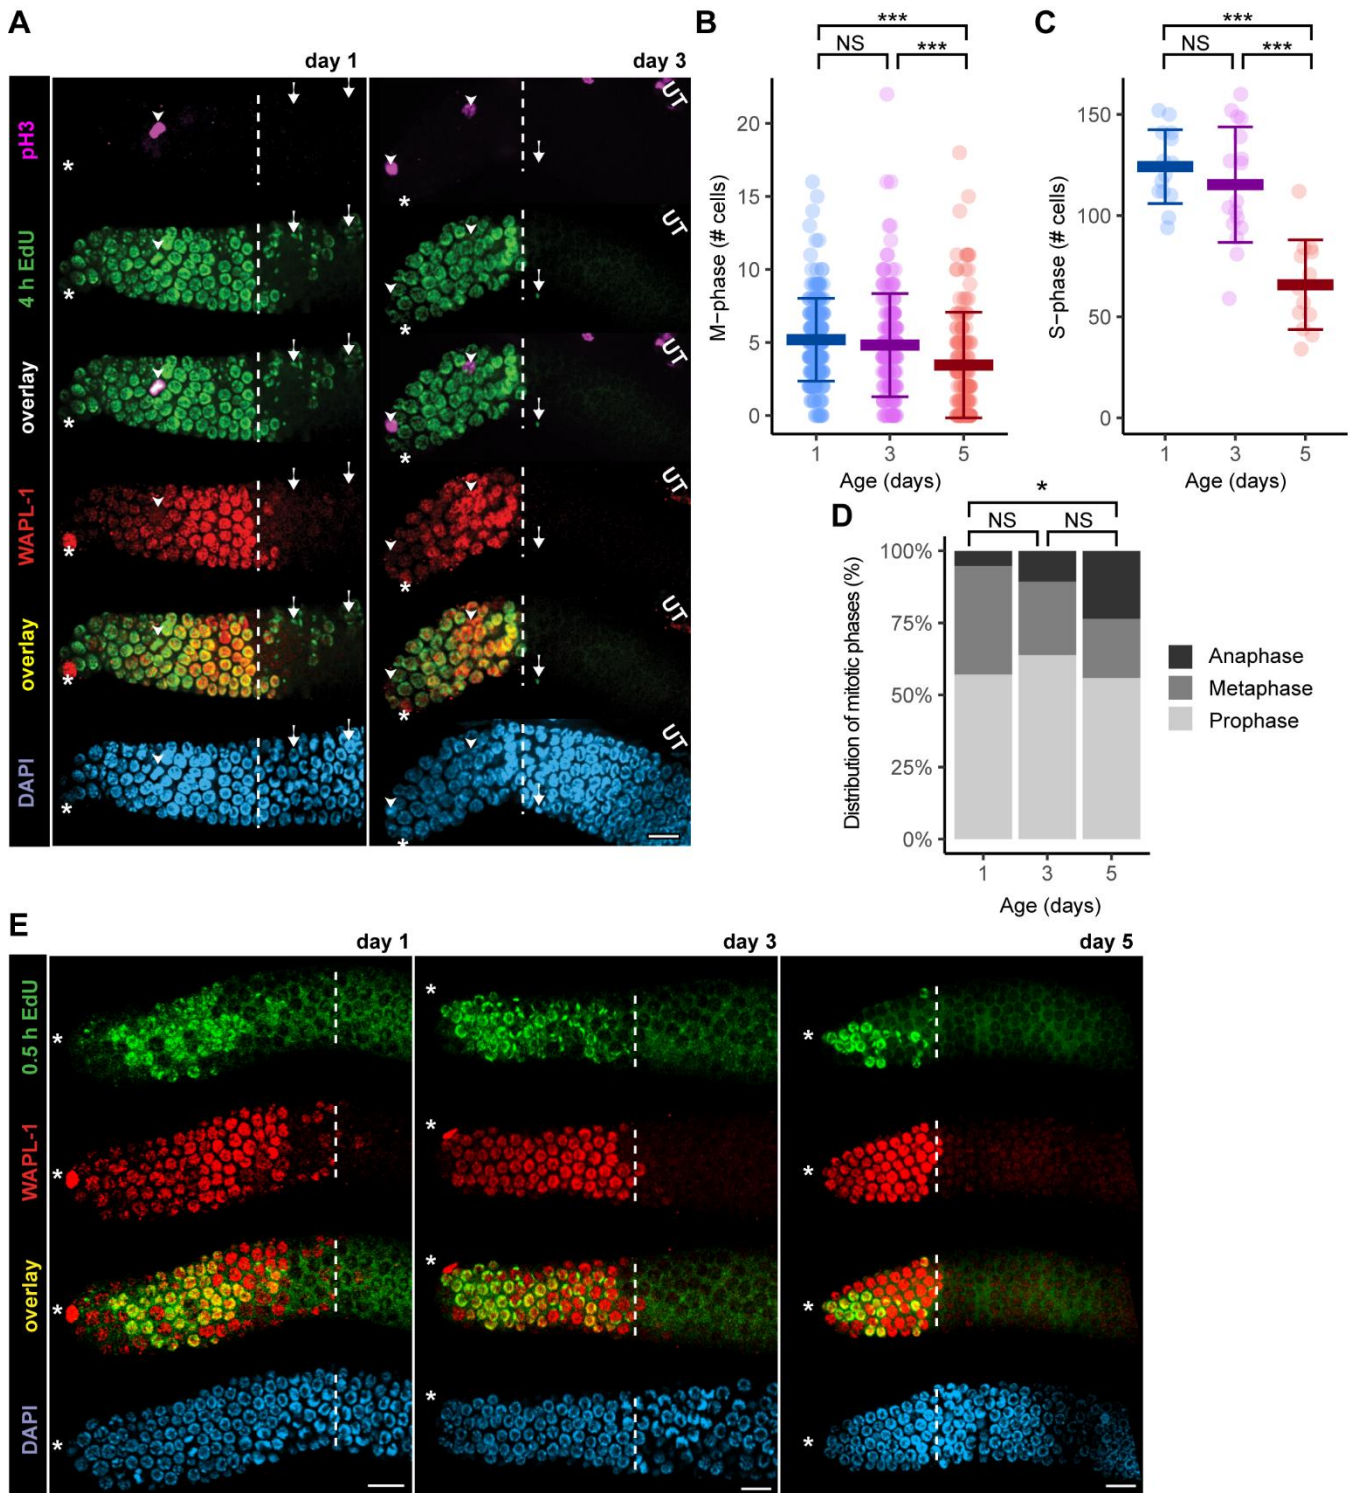 A
day 1
day 3
pH3
4 h EdU
overlay
WAPL-1
overlay
DAPI
*
*
*
*
*
*
*
*
*
*
*
*
UT
UT
UT
UT
UT
UT
B
***
NS
***
M−phase (# cells)
20
15
10
5
0
1
3
5
Age (days)
C
***
NS
***
S−phase (# cells)
150
100
50
0
1
3
5
Age (days)
D
*
NS
NS
Distribution of mitotic phases (%)
100%
75%
50%
25%
0%
1
3
5
Age (days)
Anaphase
Metaphase
Prophase
E
day 1
day 3
day 5
0.5 h EdU
WAPL-1
overlay
DAPI
*
*
*
*
*
*
*
*
*
*
*
*